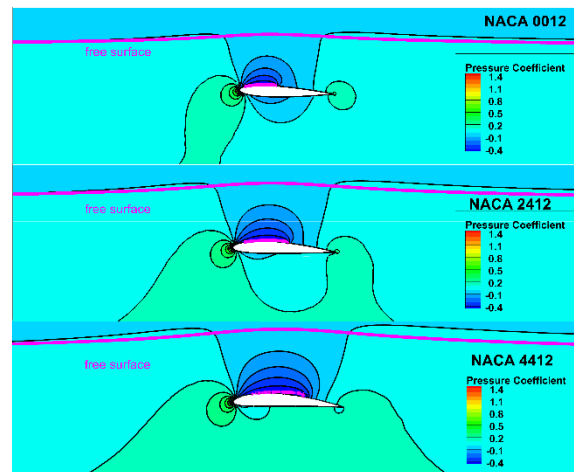 NACA 0012
free surface
Pressure Coefficient
1.4
1.1
0.8
0.5
0.2
-0.1
-0.4
NACA 2412
free surface
Pressure Coefficient
1.4
1.1
0.8
0.5
0.2
-0.1
-0.4
NACA 4412
free surface
Pressure Coefficient
1.4
1.1
0.8
0.5
0.2
-0.1
-0.4